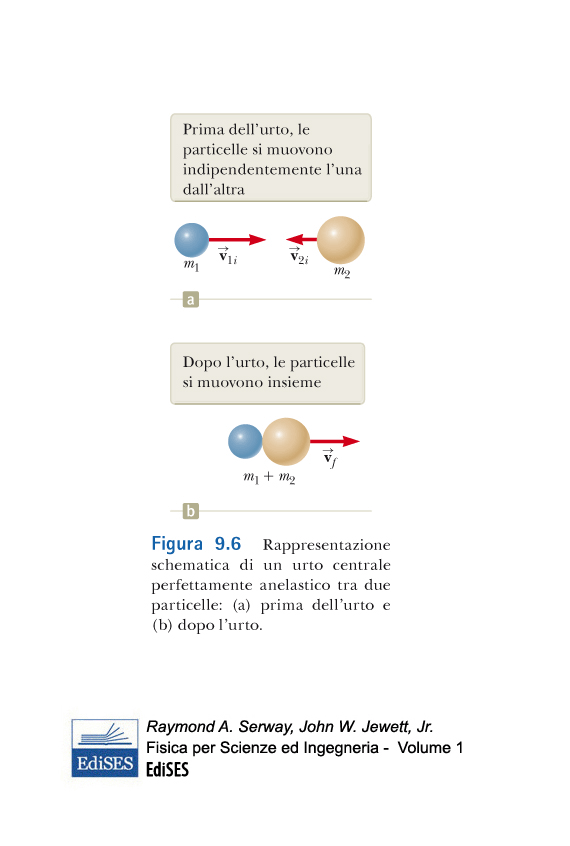 Prima dell'urto, le
particelle si muovono
indipendentemente l'una
dall'altra
v1i
v2i
m1
m2
a
Dopo l'urto, le particelle
si muovono insieme
vf
m1 + m2
b
Figura 9.6 Rappresentazione
schematica di un urto centrale
perfettamente anelastico tra due
particelle: (a) prima dell'urto e
(b) dopo l'urto.
Raymond A. Serway, John W. Jewett, Jr.
Fisica per Scienze ed Ingegneria - Volume 1
EdiSES
EdiSES